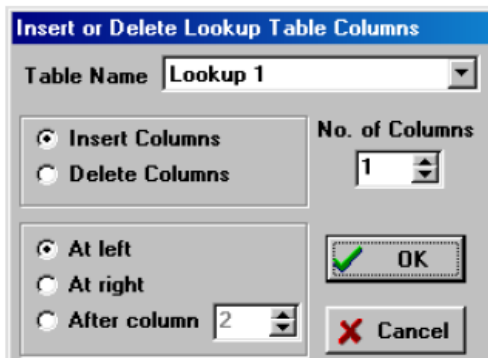 Insert or Delete Lookup Table Columns
Table Name Lookup 1
Insert Columns
Delete Columns
No. of Columns
1
At left
At right
After column 2
OK
Cancel